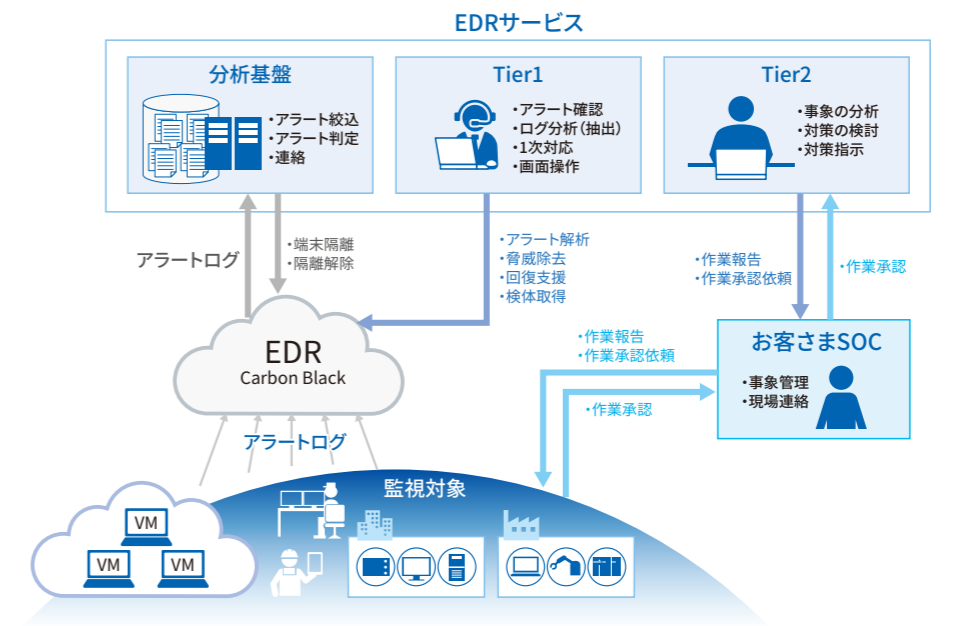 EDRサービス
分析基盤
・アラート絞込
・アラート判定
・連絡
Tier1
・アラート確認
・ログ分析（抽出）
・1次対応
・画面操作
Tier2
・事象の分析
・対策の検討
・対策指示
アラートログ
・端末隔離
・隔離解除
・アラート解析
・脅威除去
・回復支援
・検体取得
・作業報告
・作業承認依頼
・作業承認
EDR
Carbon Black
お客さまSOC
・事象管理
・現場連絡
・作業報告
・作業承認依頼
・作業承認
アラートログ
監視対象
VM
VM
VM